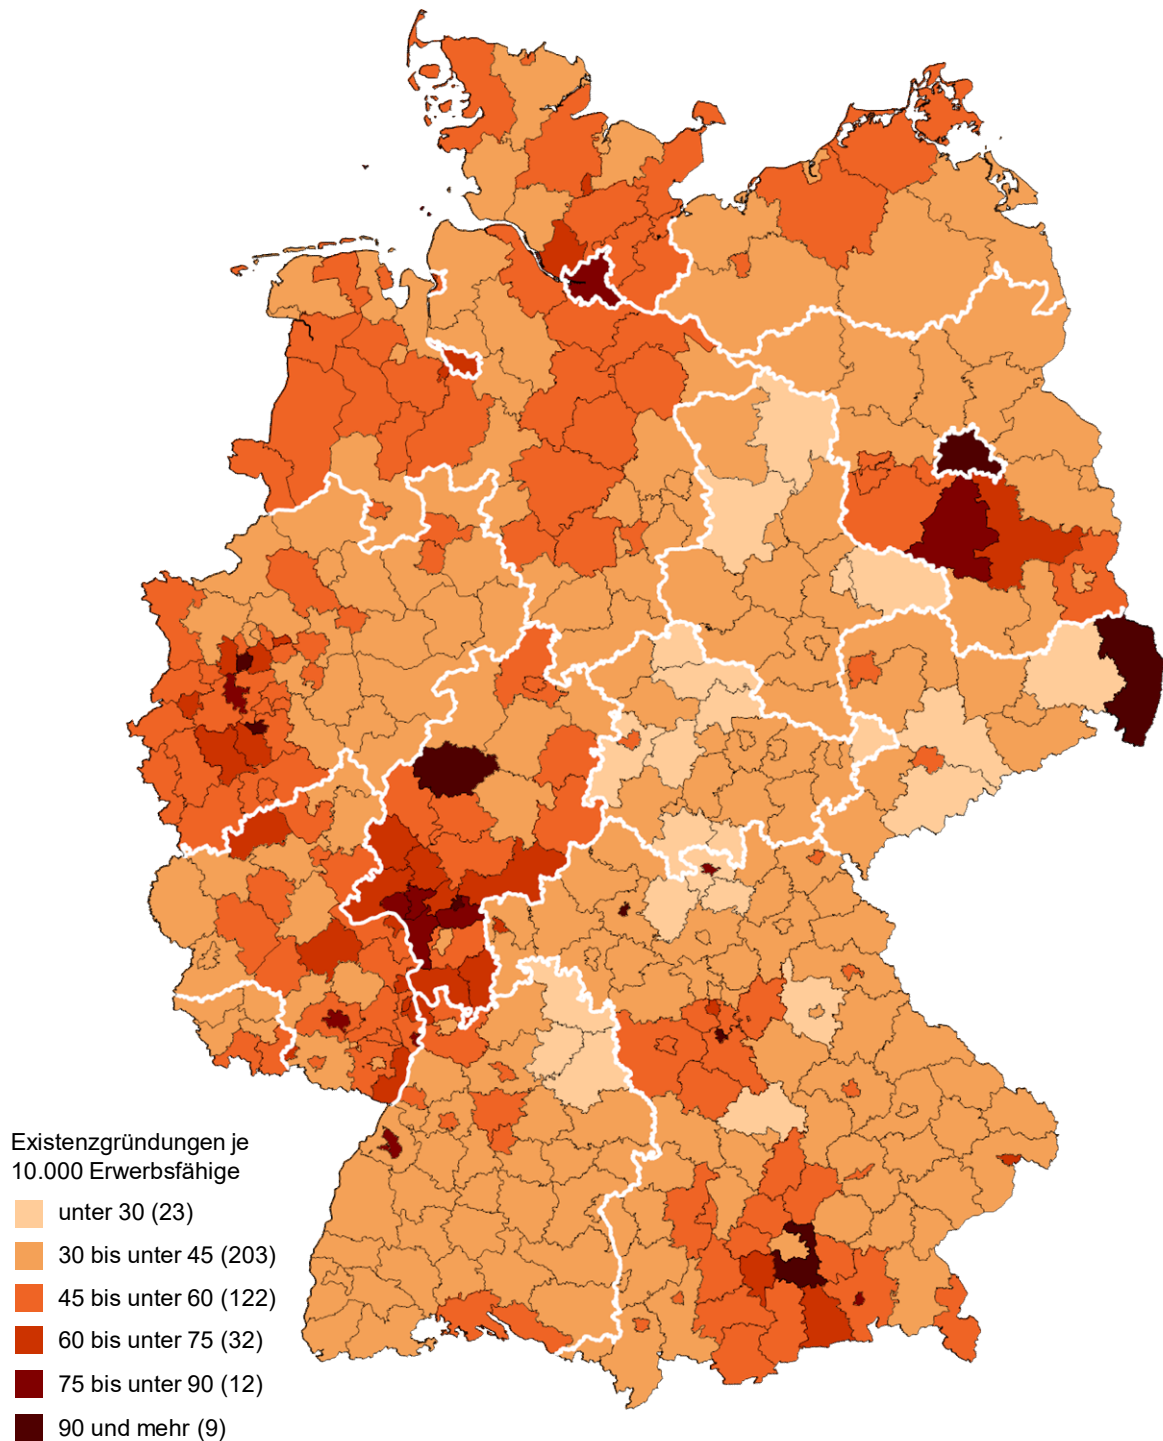 Existenzgründungen je
10.000 Erwerbsfähige
unter 30 (23)
30 bis unter 45 (203)
45 bis unter 60 (122)
60 bis unter 75 (32)
75 bis unter 90 (12)
90 und mehr (9)